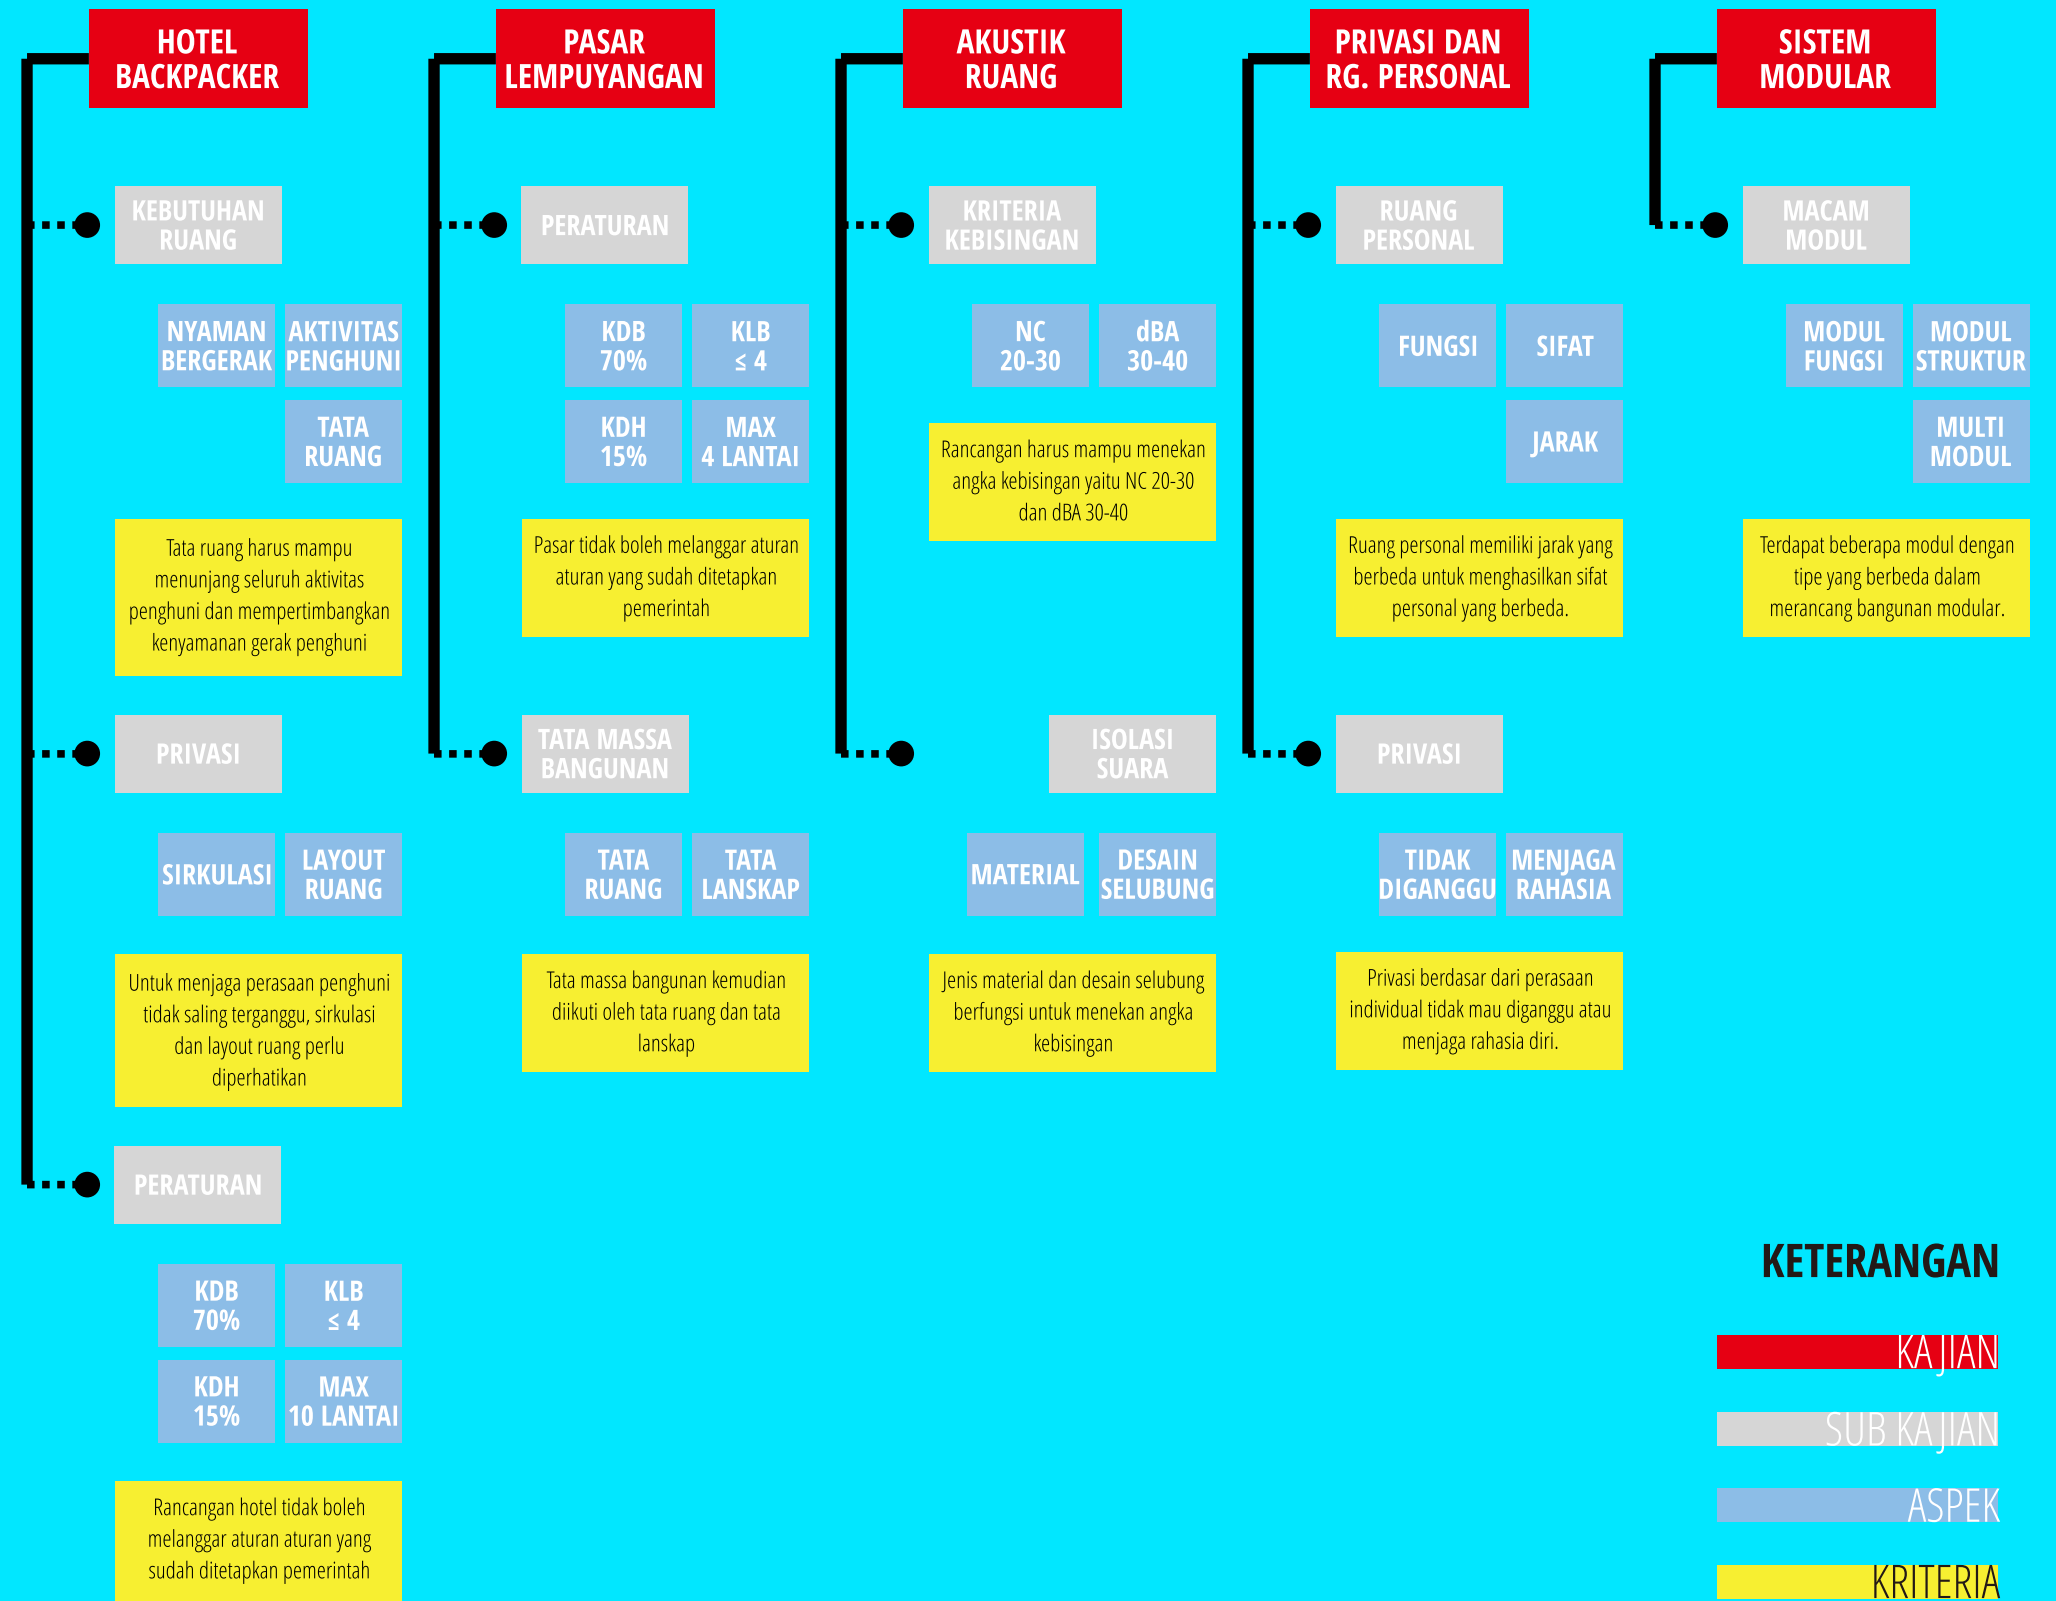 HOTEL
BACKPACKER
KEBUTUHAN
RUANG
NYAMAN
BERGERAK
AKTIVITAS
PENGHUNI
TATA
RUANG
Tata ruang harus mampu
menunjang seluruh aktivitas
penghuni dan mempertimbangkan
kenyamanan gerak penghuni
PRIVASI
SIRKULASI
LAYOUT
RUANG
Untuk menjaga perasaan penghuni
tidak saling terganggu, sirkulasi
dan layout ruang perlu
diperhatikan
PERATURAN
KDB
70%
KLB
≤ 4
KDH
15%
MAX
10 LANTAI
Rancangan hotel tidak boleh
melanggar aturan aturan yang
sudah ditetapkan pemerintah
PASAR
LEMPUYANGAN
PERATURAN
KDB
70%
KLB
≤ 4
KDH
15%
MAX
4 LANTAI
Pasar tidak boleh melanggar aturan
aturan yang sudah ditetapkan
pemerintah
TATA MASSA
BANGUNAN
TATA
RUANG
TATA
LANSKAP
Tata massa bangunan kemudian
diikuti oleh tata ruang dan tata
lanskap
AKUSTIK
RUANG
KRITERIA
KEBISINGAN
NC
20-30
dBA
30-40
Rancangan harus mampu menekan
angka kebisingan yaitu NC 20-30
dan dBA 30-40
ISOLASI
SUARA
MATERIAL
DESAIN
SELUBUNG
Jenis material dan desain selubung
berfungsi untuk menekan angka
kebisingan
PRIVASI DAN
RG. PERSONAL
RUANG
PERSONAL
FUNGSI
SIFAT
JARAK
Ruang personal memiliki jarak yang
berbeda untuk menghasilkan sifat
personal yang berbeda.
PRIVASI
TIDAK
DIGANGGU
MENJAGA
RAHASIA
Privasi berdasar dari perasaan
individual tidak mau diganggu atau
menjaga rahasia diri.
SISTEM
MODULAR
MACAM
MODUL
MODUL
FUNGSI
MODUL
STRUKTUR
MULTI
MODUL
Terdapat beberapa modul dengan
tipe yang berbeda dalam
merancang bangunan modular.
KETERANGAN
KAJIAN
SUB KAJIAN
ASPEK
KRITERIA